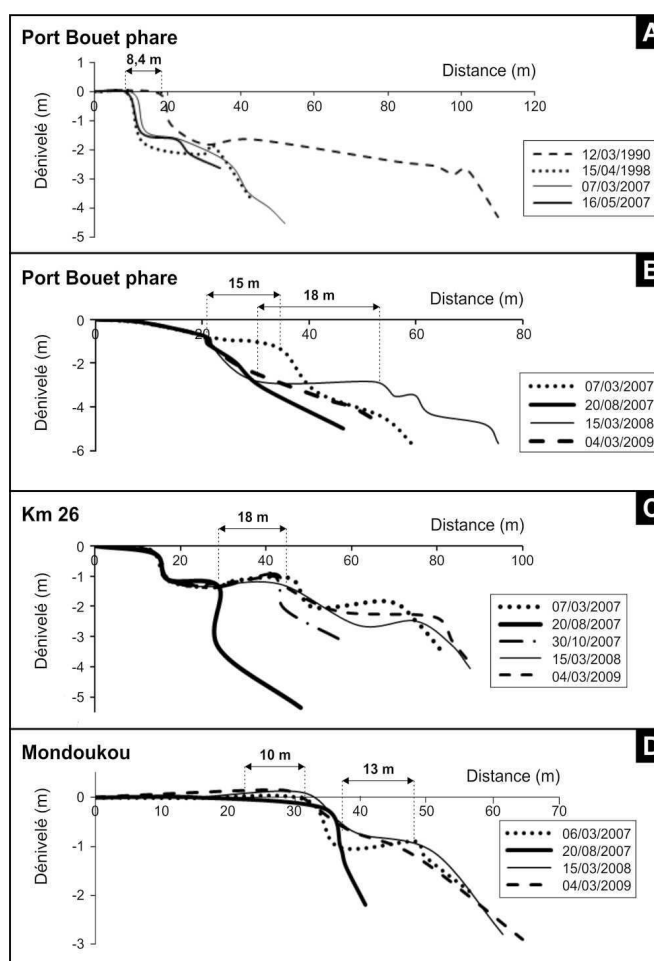 Port Bouet phare
A
8,4 m
Distance (m)
Dénivelé (m)
1
0
-1
-2
-3
-4
-5
0
20
40
60
80
100
120
12/03/1990
15/04/1998
07/03/2007
16/05/2007
Port Bouet phare
B
15 m
18 m
Distance (m)
Dénivelé (m)
0
-2
-4
-6
0
20
40
60
80
07/03/2007
20/08/2007
15/03/2008
04/03/2009
Km 26
C
18 m
Distance (m)
Dénivelé (m)
0
-1
-2
-3
-4
-5
0
20
40
60
80
100
07/03/2007
20/08/2007
30/10/2007
15/03/2008
04/03/2009
Mondoukou
D
10 m
13 m
Distance (m)
Dénivelé (m)
1
0
-1
-2
-3
0
10
20
30
40
50
60
70
06/03/2007
20/08/2007
15/03/2008
04/03/2009